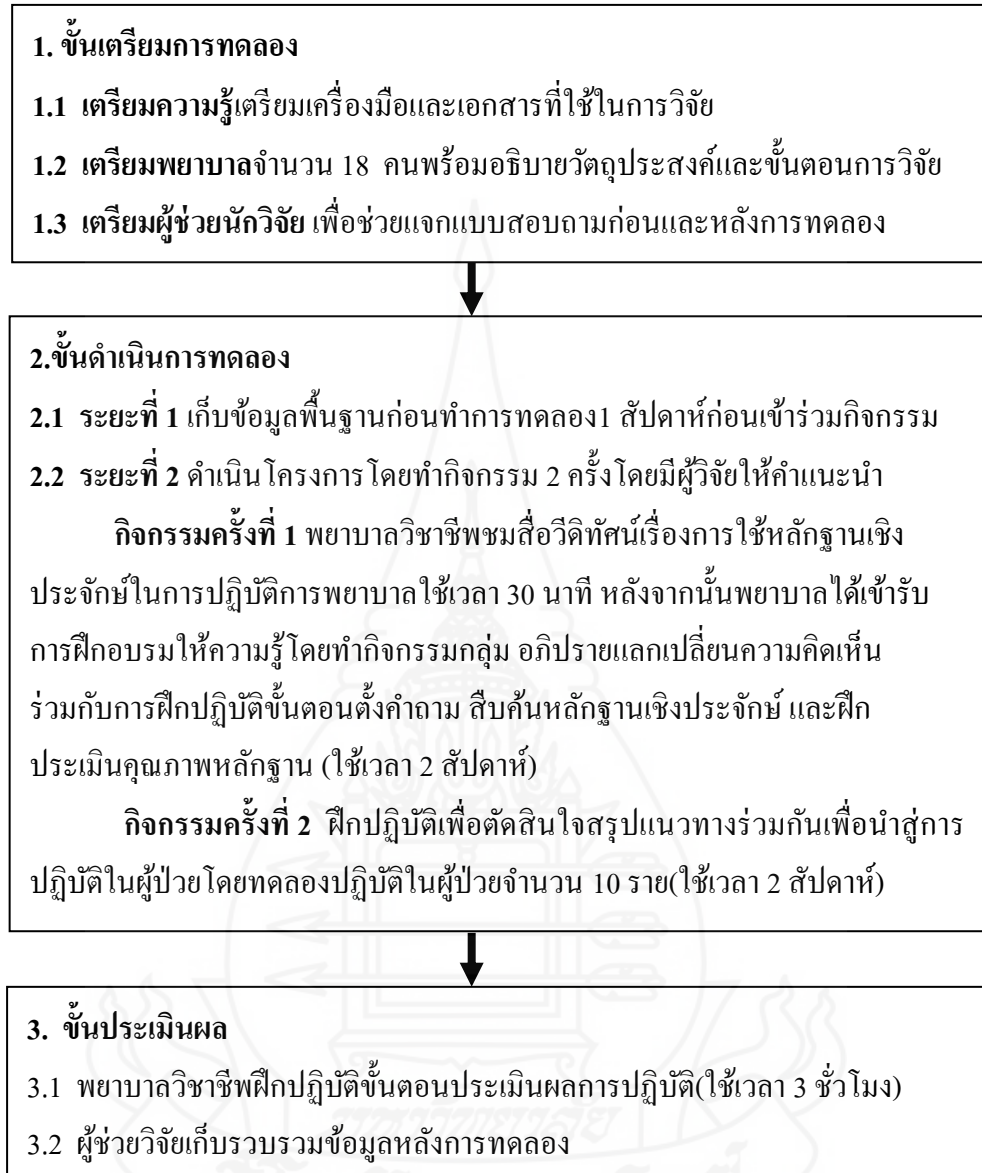 1. ขั้นเตรียมการทดลอง
1.1 เตรียมความรู้เตรียมเครื่องมือและเอกสารที่ใช้ในการวิจัย
1.2 เตรียมพยาบาลจำนวน 18 คนพร้อมอธิบายวัตถุประสงค์และขั้นตอนการวิจัย
1.3 เตรียมผู้ช่วยนักวิจัย เพื่อช่วยแจกแบบสอบถามก่อนและหลังการทดลอง
2.ขั้นดำเนินการทดลอง
2.1 ระยะที่ 1 เก็บข้อมูลพื้นฐานก่อนทำการทดลอง1 สัปดาห์ก่อนเข้าร่วมกิจกรรม
2.2 ระยะที่ 2 ดำเนินโครงการโดยทำกิจกรรม 2 ครั้งโดยมีผู้วิจัยให้คำแนะนำ
กิจกรรมครั้งที่ 1 พยาบาลวิชาชีพชมสื่อวีดิทัศน์เรื่องการใช้หลักฐานเชิง
ประจักษ์ในการปฏิบัติการพยาบาลใช้เวลา 30 นาที หลังจากนั้นพยาบาลได้เข้ารับ
การฝึกอบรมให้ความรู้โดยทำกิจกรรมกลุ่ม อภิปรายแลกเปลี่ยนความคิดเห็น
ร่วมกับการฝึกปฏิบัติขั้นตอนตั้งคำถาม สืบค้นหลักฐานเชิงประจักษ์ และฝึก
ประเมินคุณภาพหลักฐาน (ใช้เวลา 2 สัปดาห์)
กิจกรรมครั้งที่ 2 ฝึกปฏิบัติเพื่อตัดสินใจสรุปแนวทางร่วมกันเพื่อนำสู่การ
ปฏิบัติในผู้ป่วยโดยทดลองปฏิบัติในผู้ป่วยจำนวน 10 ราย(ใช้เวลา 2 สัปดาห์)
3. ขั้นประเมินผล
3.1 พยาบาลวิชาชีพฝึกปฏิบัติขั้นตอนประเมินผลการปฏิบัติ(ใช้เวลา 3 ชั่วโมง)
3.2 ผู้ช่วยวิจัยเก็บรวบรวมข้อมูลหลังการทดลอง